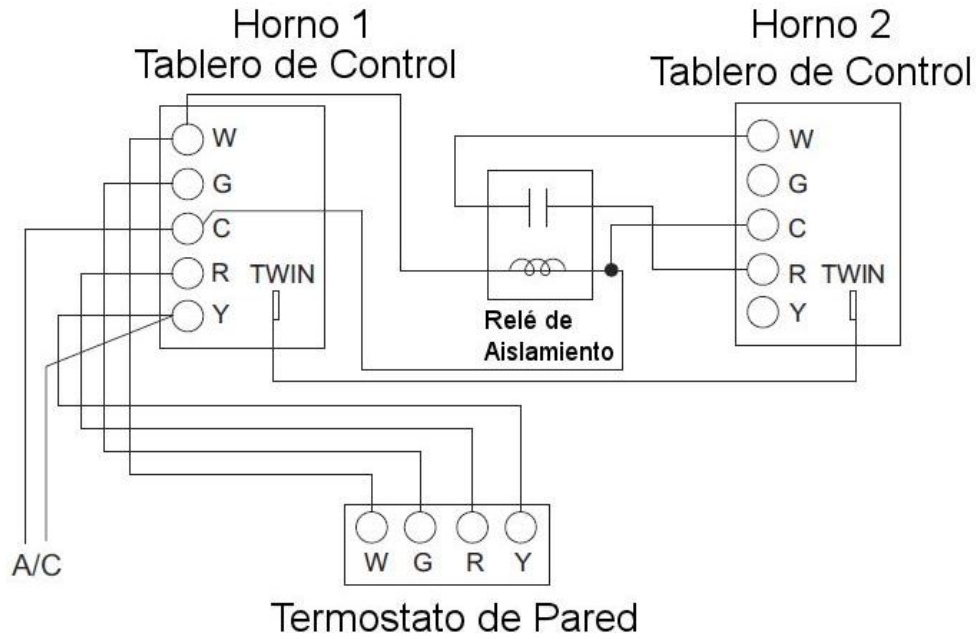 Horno 1
Tablero de Control
Horno 2
Tablero de Control
W
G
C
R
TWIN
Y
W
G
C
R
TWIN
Y
Relé de
Aislamiento
A/C
W G R Y
Termostato de Pared